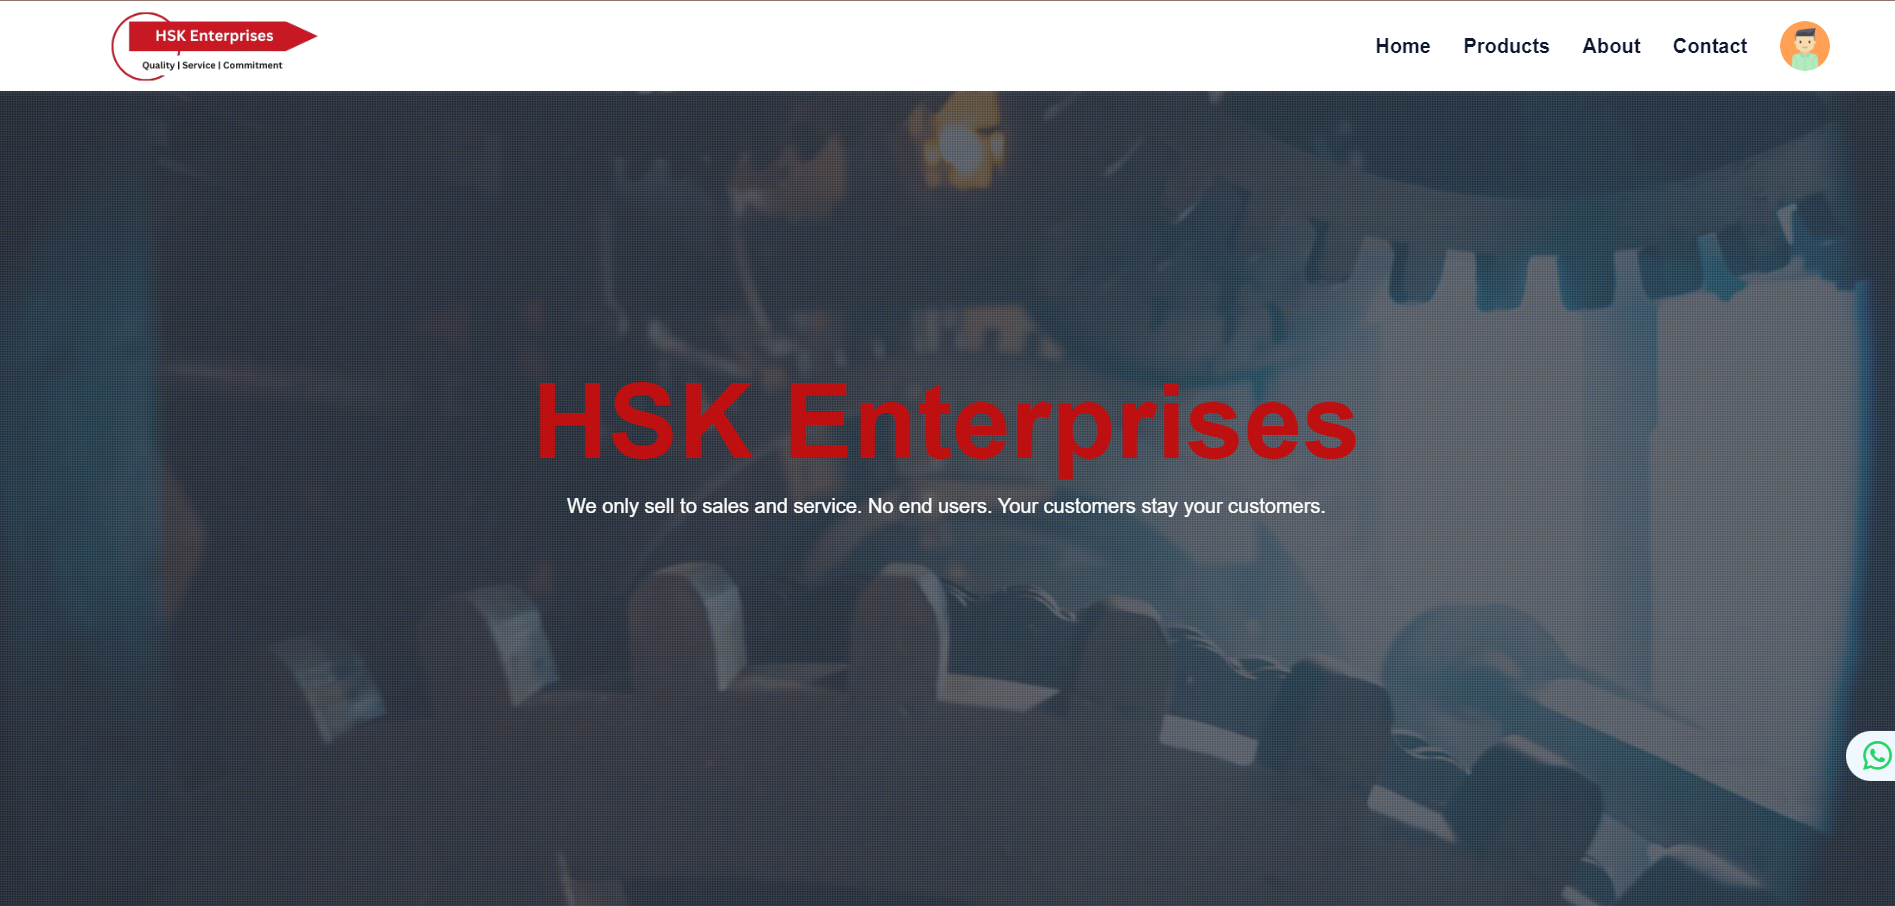 HSK Enterprises
Quality | Service | Commitment
Home Products About Contact
HSK Enterprises
We only sell to sales and service. No end users. Your customers stay your customers.